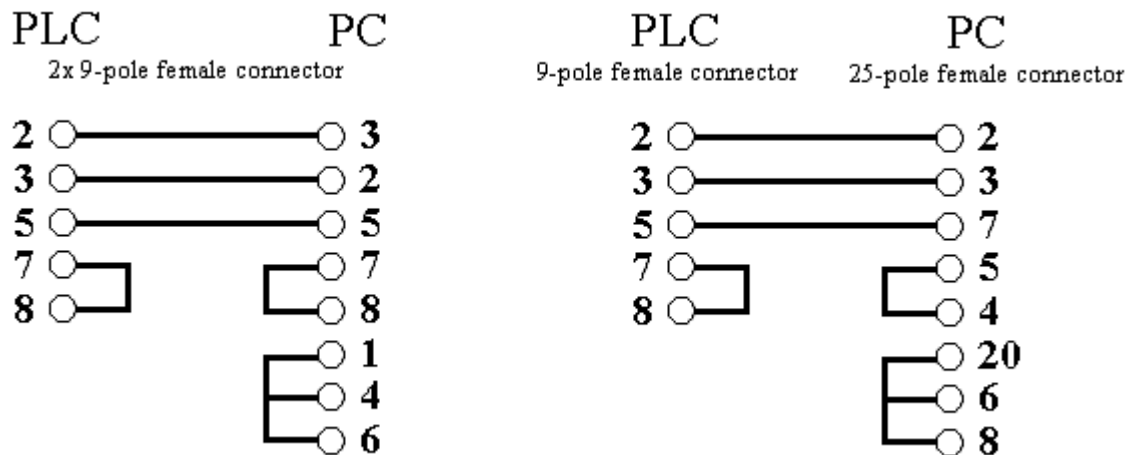 PLC PC PLC PC
2x 9-pole female connector 9-pole female connector 25-pole female connector
2 3 2 2
3 2 3 3
5 5 5 7
7 7 7 5
8 8 8 4
1 20
4 6
6 8